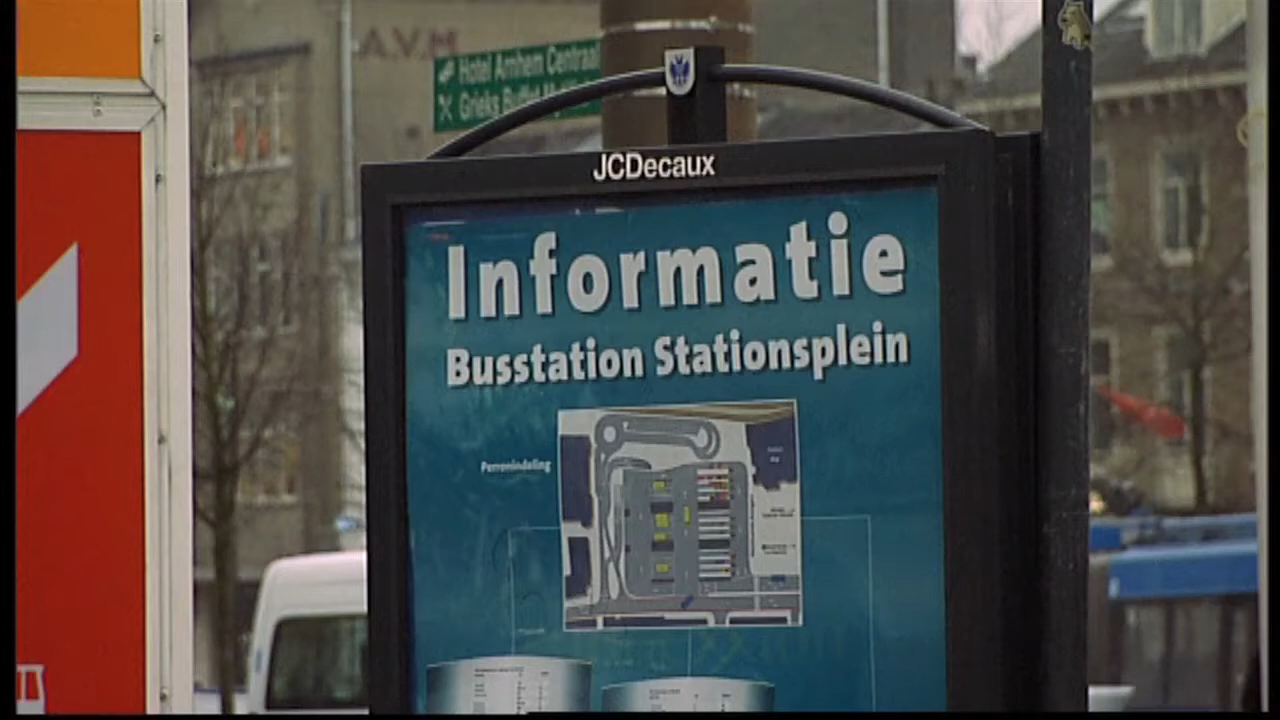 A.V.M
Hotel Arnhem Centraal
Grieks Buffet
JCDecaux
Informatie
Busstation Stationsplein
Perronindeling